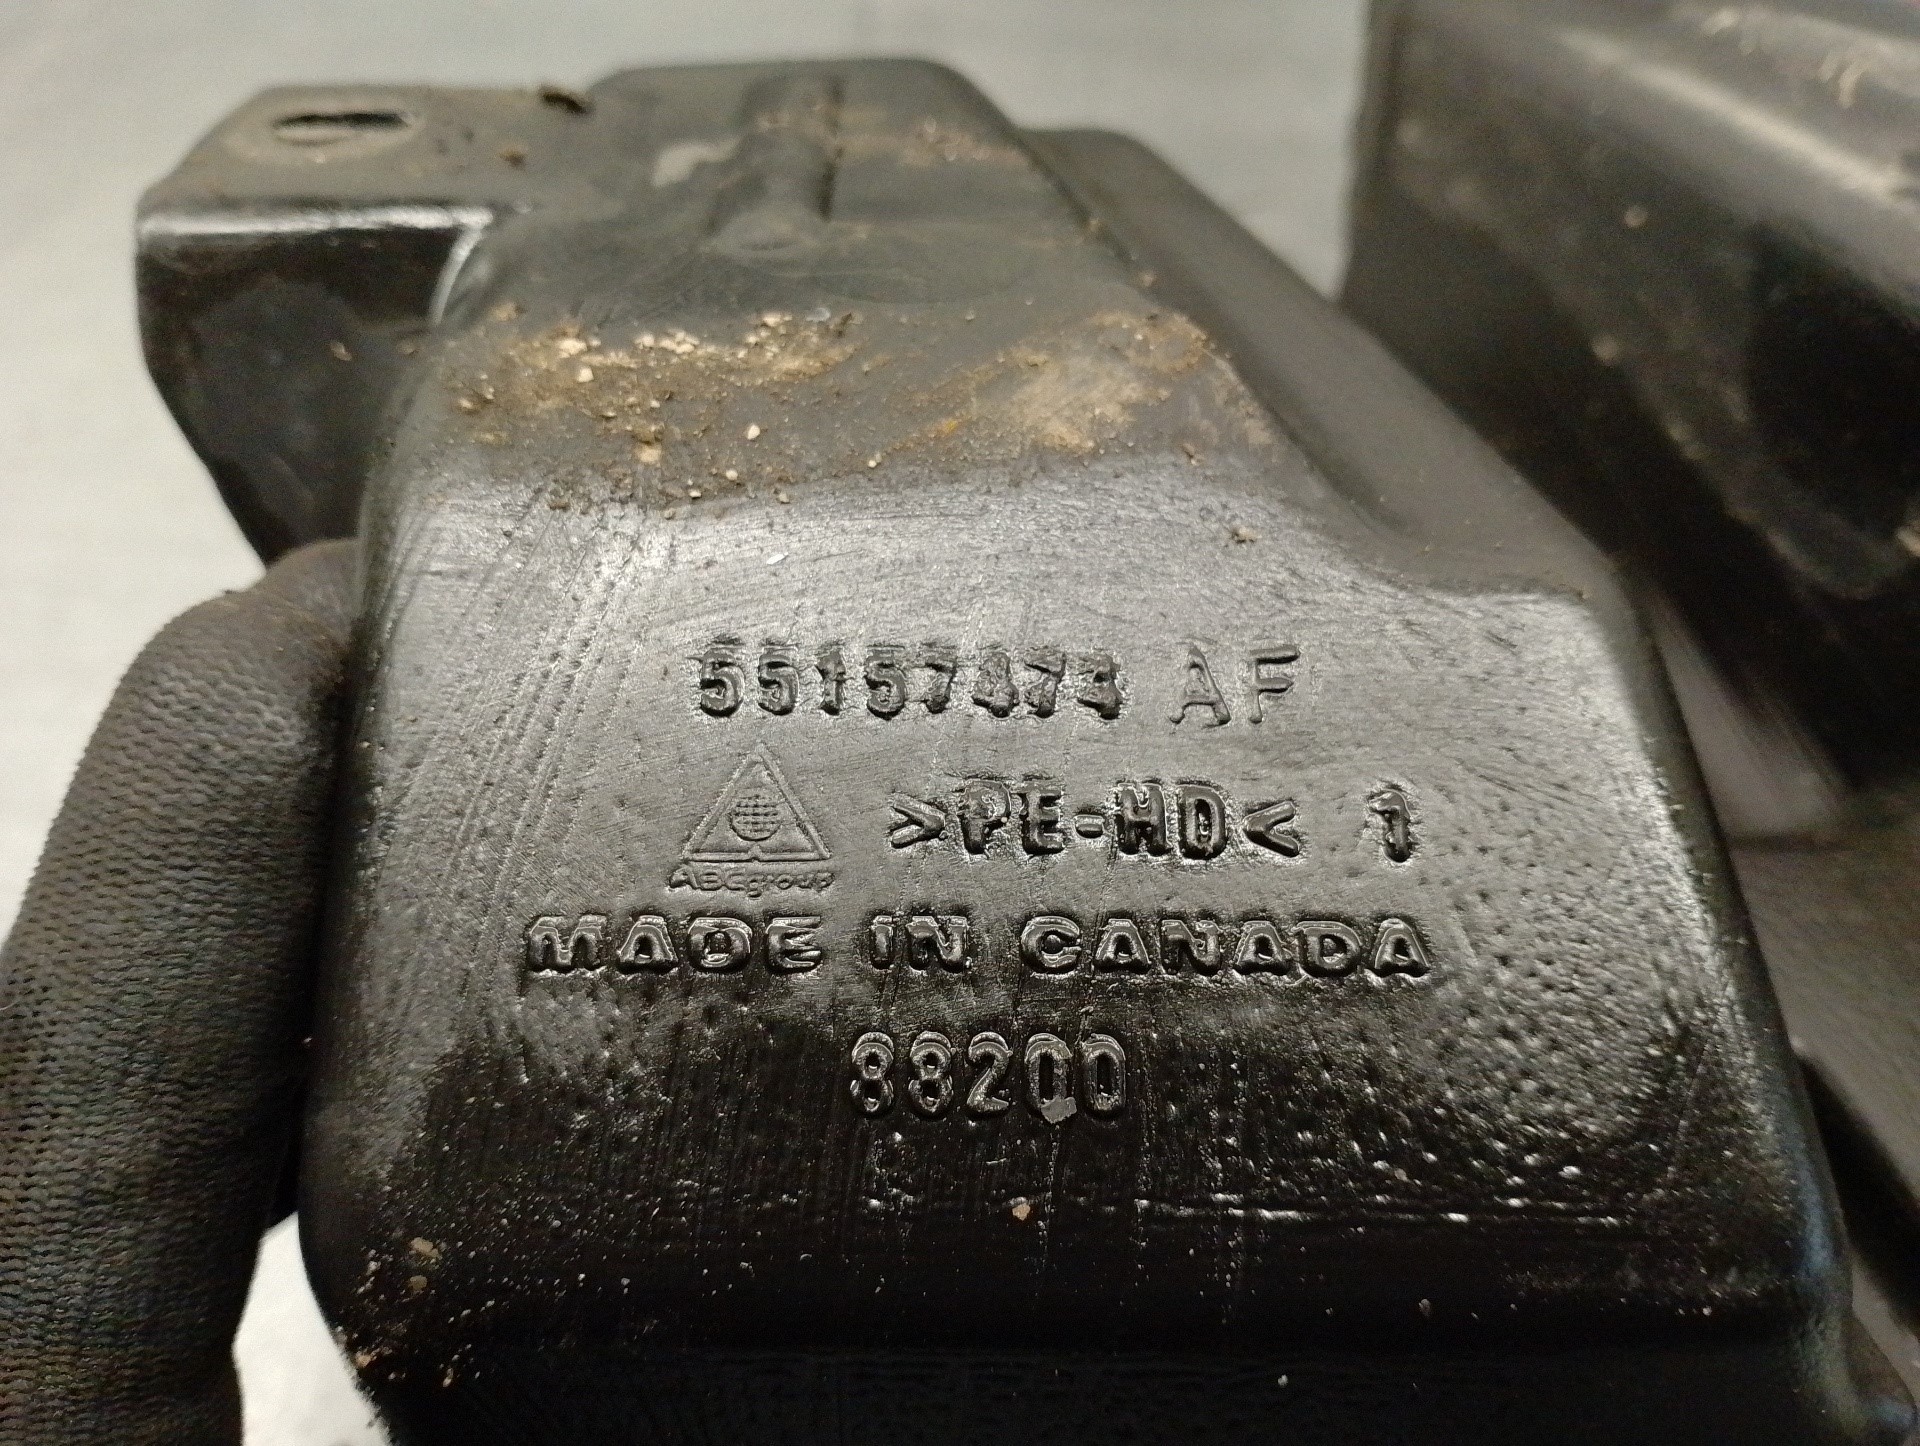 55157474 AF
>PE-HD< 1
ABCgroup
MADE IN CANADA
88200